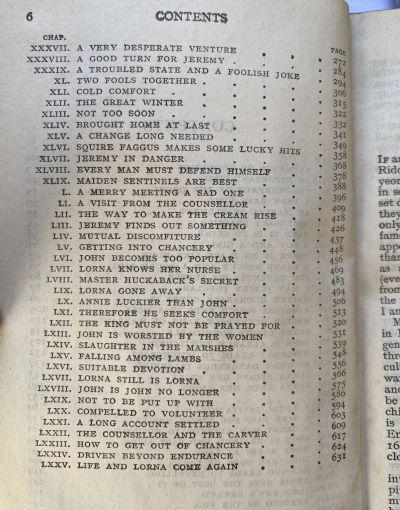 6 CONTENTS
CHAP. PAGE
XXXVII. A VERY DESPERATE VENTURE 272
XXXVIII. A GOOD TURN FOR JEREMY 284
XXXIX. A TROUBLED STATE AND A FOOLISH JOKE 294
XL. TWO FOOLS TOGETHER 306
XLI. COLD COMFORT 315
XLII. THE GREAT WINTER 322
XLIII. NOT TOO SOON 332
XLIV. BROUGHT HOME AT LAST 341
XLV. A CHANGE LONG NEEDED 349
XLVI. SQUIRE FAGGUS MAKES SOME LUCKY HITS 358
XLVII. JEREMY IN DANGER 368
XLVIII. EVERY MAN MUST DEFEND HIMSELF 378
XLIX. MAIDEN SENTINELS ARE BEST 388
L. A MERRY MEETING A SAD ONE 396
LI. A VISIT FROM THE COUNSELLOR 409
LII. THE WAY TO MAKE THE CREAM RISE 418
LIII. JEREMY FINDS OUT SOMETHING 426
LIV. MUTUAL DISCOMFITURE 437
LV. GETTING INTO CHANCERY 448
LVI. JOHN BECOMES TOO POPULAR 456
LVII. LORNA KNOWS HER NURSE 469
LVIII. MASTER HUCKABACK'S SECRET 483
LIX. LORNA GONE AWAY 494
LX. ANNIE LUCKIER THAN JOHN 506
LXI. THEREFORE HE SEEKS COMFORT 513
LXII. THE KING MUST NOT BE PRAYED FOR 520
LXIII. JOHN IS WORSTED BY THE WOMEN 531
LXIV. SLAUGHTER IN THE MARSHES 539
LXV. FALLING AMONG LAMBS 548
LXVI. SUITABLE DEVOTION 556
LXVII. LORNA STILL IS LORNA 566
LXVIII. JOHN IS JOHN NO LONGER 575
LXIX. NOT TO BE PUT UP WITH 586
LXX. COMPELLED TO VOLUNTEER 594
LXXI. A LONG ACCOUNT SETTLED 603
LXXII. THE COUNSELLOR AND THE CARVER 609
LXXIII. HOW TO GET OUT OF CHANCERY 617
LXXIV. DRIVEN BEYOND ENDURANCE 624
LXXV. LIFE AND LORNA COME AGAIN 631